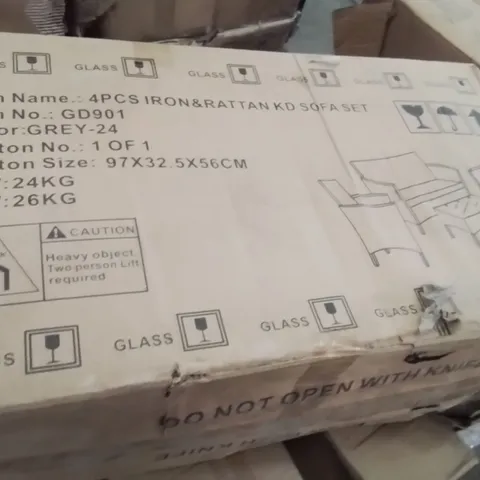 S GLASS GLASS GLASS
n Name.: 4PCS IRON&RATTAN KD SOFA SET
n No.: GD901
or:GREY-24
ton No.: 1 OF 1
ton Size: 97X32.5X56CM
:24KG
:26KG
CAUTION
Heavy object.
Two-person Lift
required
S GLASS GLASS GLASS
DO NOT OPEN WITH KNIFE
KNIFE